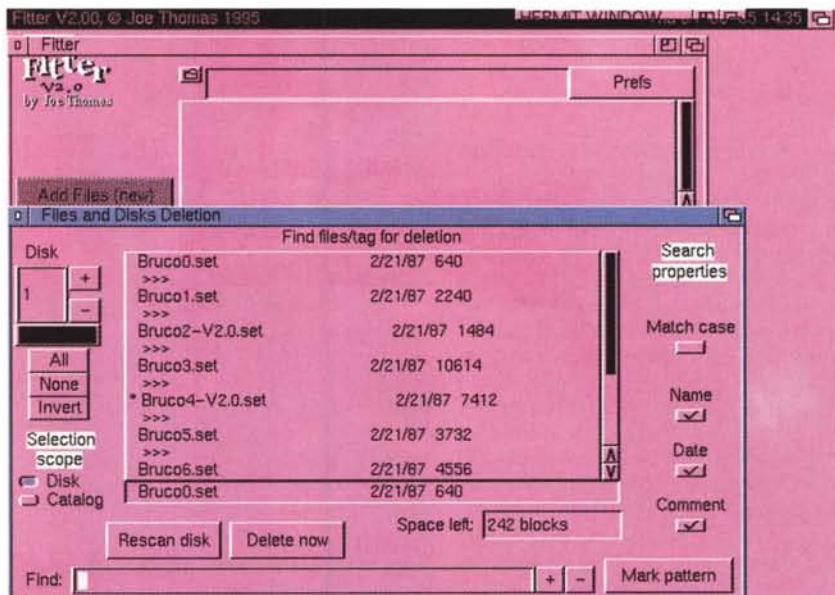 Fitter V2.00, © Joe Thomas 1995 HERMIT WINDOW 14:35
Fitter
Fitter
V2.0
by Joe Thomas
Prefs
Add Files (new)
Files and Disks Deletion
Find files/tag for deletion
Disk
1
+
-
All
None
Invert
Selection
scope
Disk
Catalog
Bruco0.set 2/21/87 640
>>>
Bruco1.set 2/21/87 2240
>>>
Bruco2-V2.0.set 2/21/87 1484
>>>
Bruco3.set 2/21/87 10614
>>>
* Bruco4-V2.0.set 2/21/87 7412
>>>
Bruco5.set 2/21/87 3732
>>>
Bruco6.set 2/21/87 4556
Bruco0.set 2/21/87 640
Search
properties
Match case
Name
Date
Comment
Rescan disk
Delete now
Space left: 242 blocks
Find:
+
-
Mark pattern